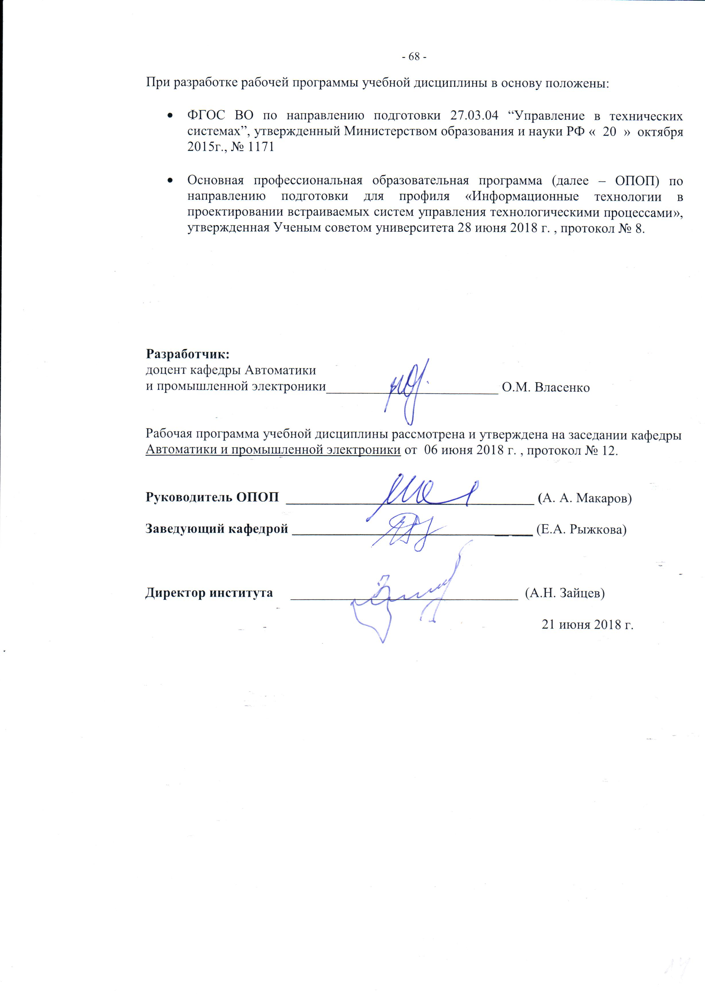 - 68 -
При разработке рабочей программы учебной дисциплины в основу положены:
• ФГОС ВО по направлению подготовки 27.03.04 “Управление в технических
системах”, утвержденный Министерством образования и науки РФ « 20 » октября
2015г., № 1171
• Основная профессиональная образовательная программа (далее – ОПОП) по
направлению подготовки для профиля «Информационные технологии в
проектировании встраиваемых систем управления технологическими процессами»,
утвержденная Ученым советом университета 28 июня 2018 г. , протокол № 8.
Разработчик:
доцент кафедры Автоматики
и промышленной электроники О.М. Власенко
Рабочая программа учебной дисциплины рассмотрена и утверждена на заседании кафедры
Автоматики и промышленной электроники от 06 июня 2018 г. , протокол № 12.
Руководитель ОПОП (А. А. Макаров)
Заведующий кафедрой (Е.А. Рыжкова)
Директор института (А.Н. Зайцев)
21 июня 2018 г.